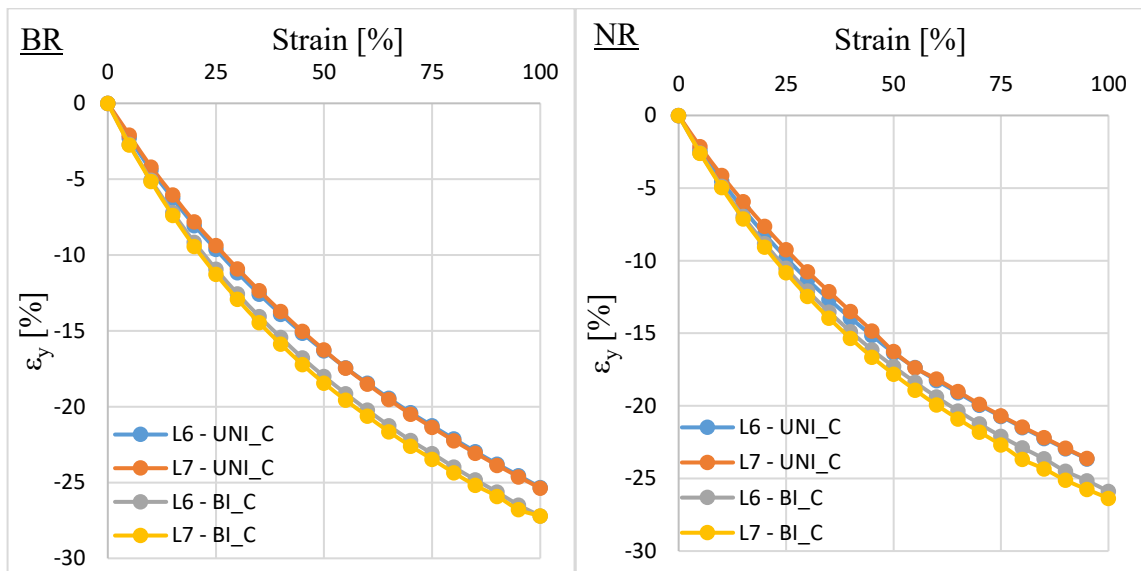 BR
Strain [%]
0 25 50 75 100
0
-5
-10
-15
-20
-25
-30
εy [%]
L6 - UNI_C
L7 - UNI_C
L6 - BI_C
L7 - BI_C
NR
Strain [%]
0 25 50 75 100
0
-5
-10
-15
-20
-25
-30
εy [%]
L6 - UNI_C
L7 - UNI_C
L6 - BI_C
L7 - BI_C